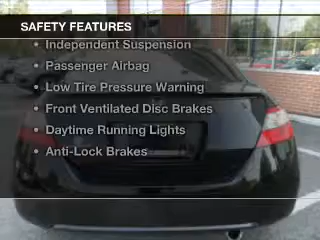 SAFETY FEATURES
• Independent Suspension
• Passenger Airbag
• Low Tire Pressure Warning
• Front Ventilated Disc Brakes
• Daytime Running Lights
• Anti-Lock Brakes